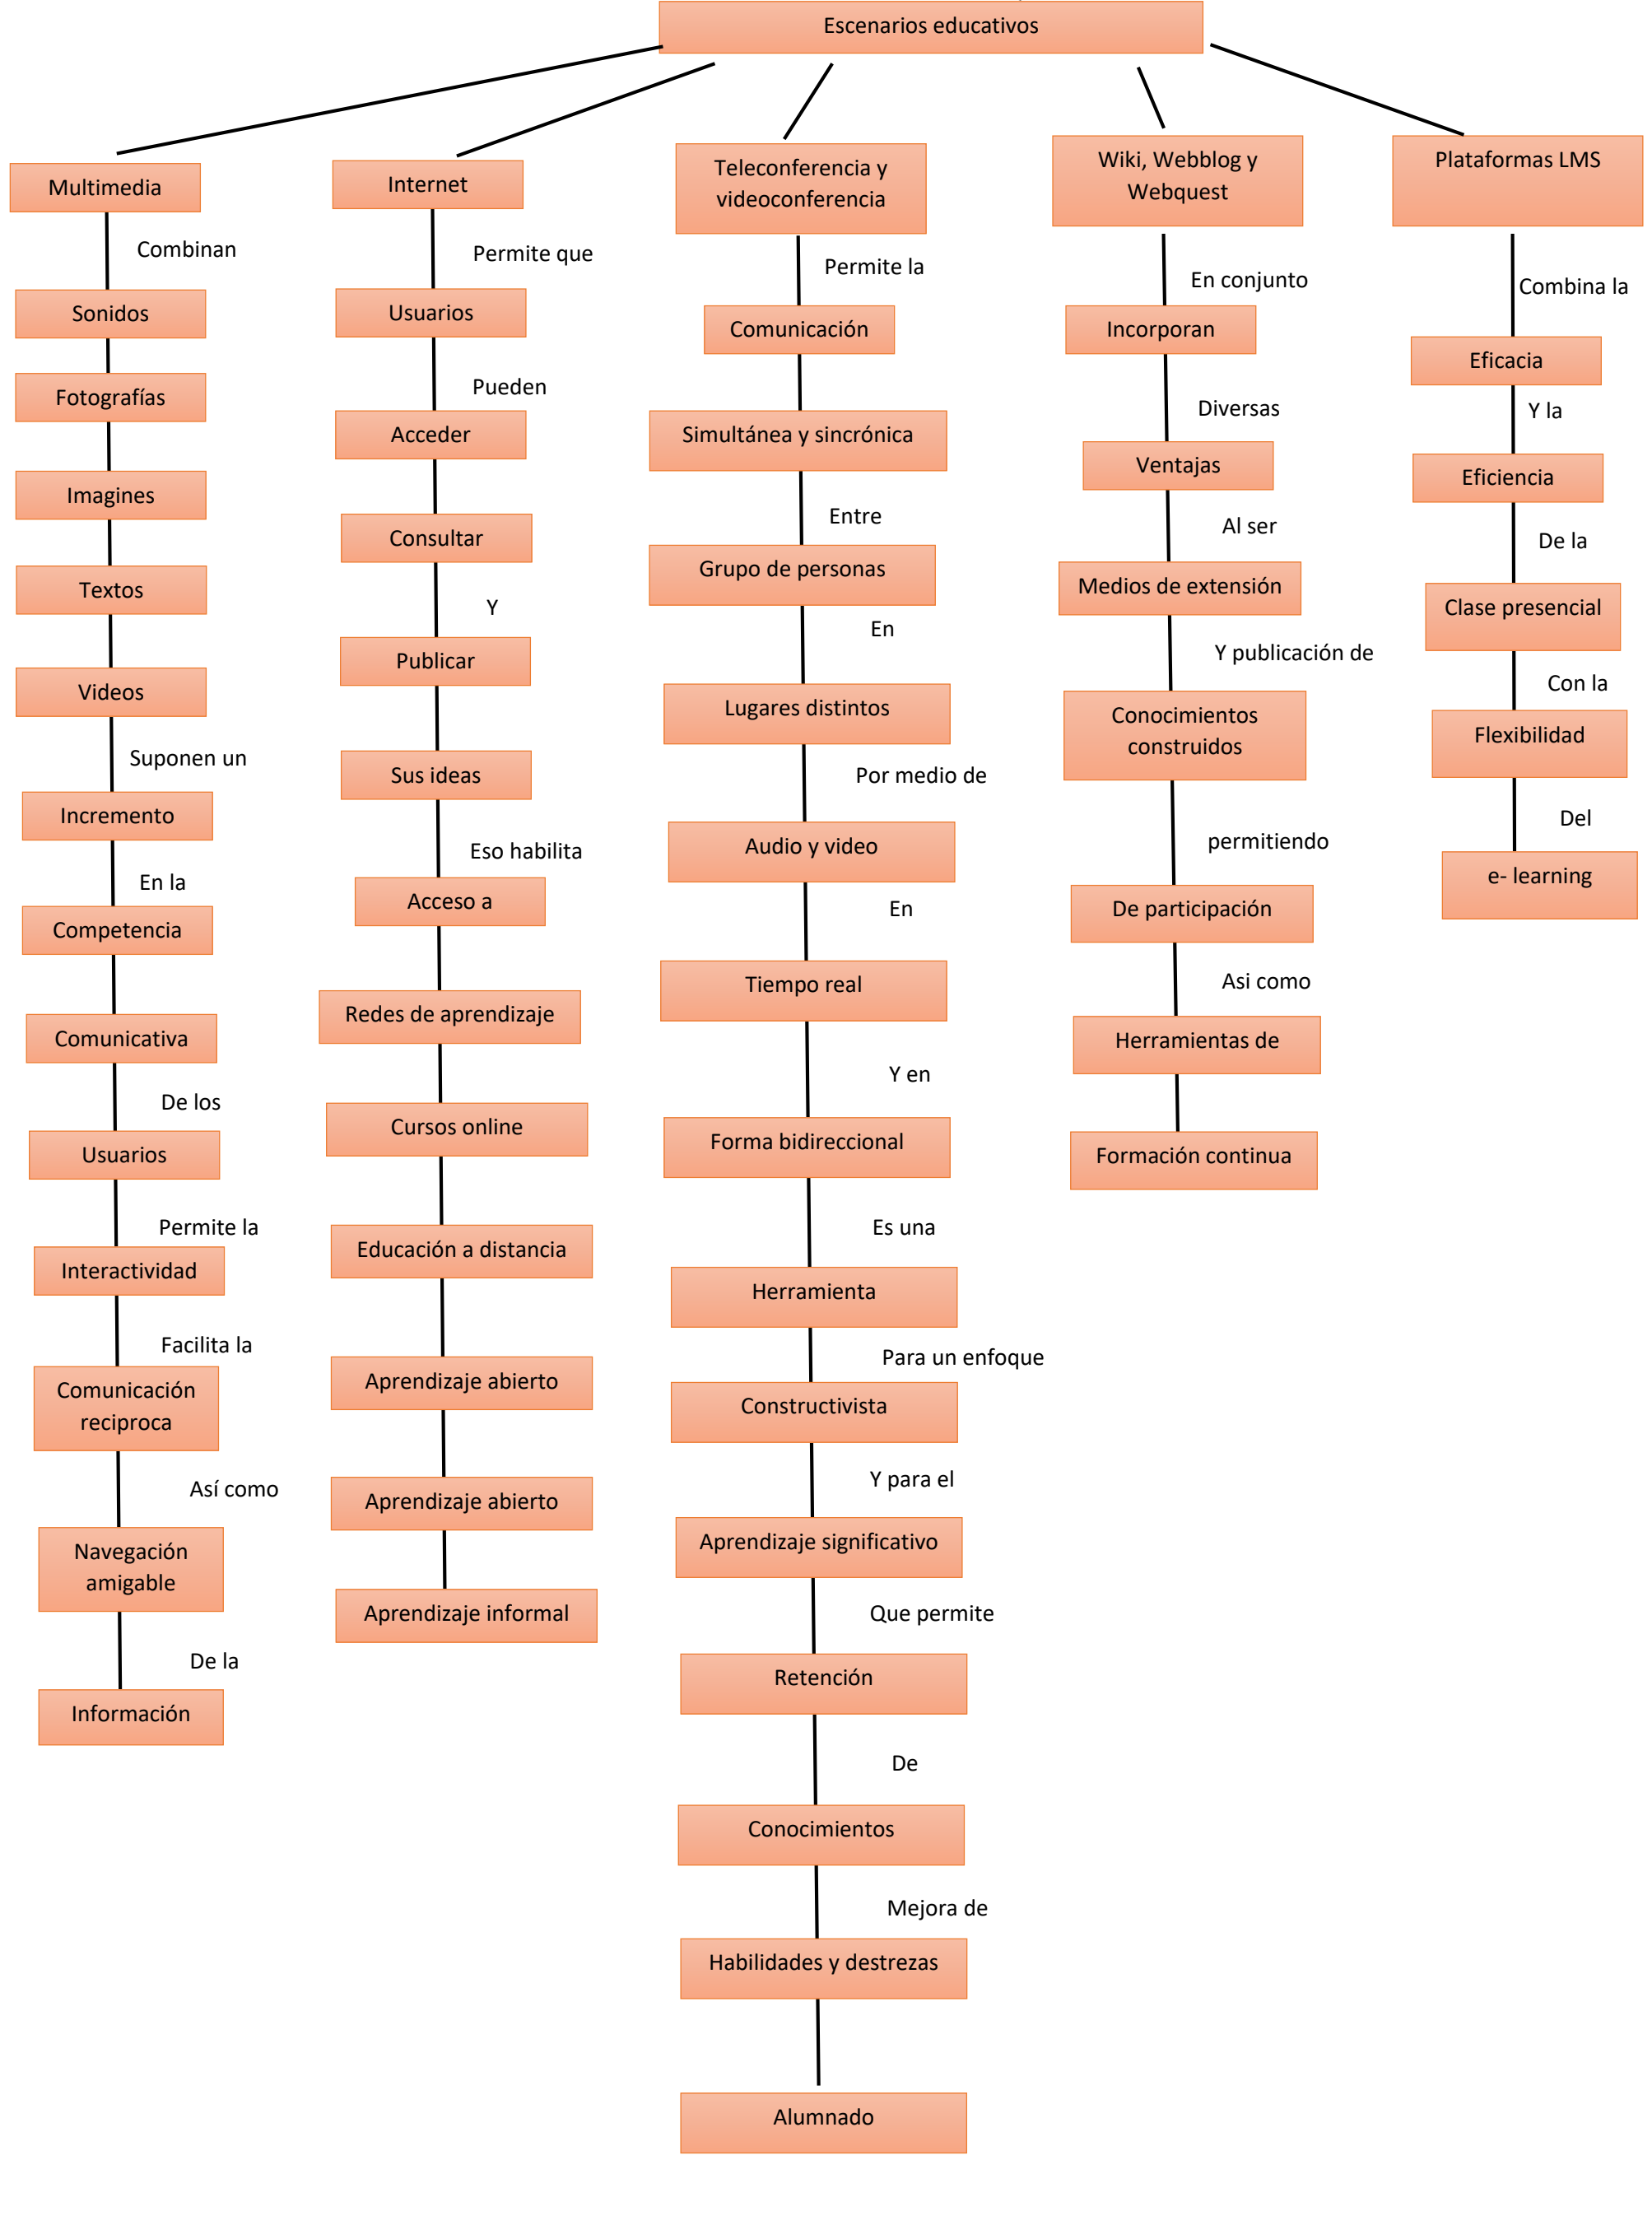 Escenarios educativos
Multimedia
Combinan
Sonidos
Fotografías
Imagines
Textos
Videos
Suponen un
Incremento
En la
Competencia
Comunicativa
De los
Usuarios
Permite la
Interactividad
Facilita la
Comunicación
reciproca
Así como
Navegación
amigable
De la
Información
Internet
Permite que
Usuarios
Pueden
Acceder
Consultar
Y
Publicar
Sus ideas
Eso habilita
Acceso a
Redes de aprendizaje
Cursos online
Educación a distancia
Aprendizaje abierto
Aprendizaje abierto
Aprendizaje informal
Teleconferencia y
videoconferencia
Permite la
Comunicación
Simultánea y sincrónica
Entre
Grupo de personas
En
Lugares distintos
Por medio de
Audio y video
En
Tiempo real
Y en
Forma bidireccional
Es una
Herramienta
Para un enfoque
Constructivista
Y para el
Aprendizaje significativo
Que permite
Retención
De
Conocimientos
Mejora de
Habilidades y destrezas
Alumnado
Wiki, Webblog y
Webquest
En conjunto
Incorporan
Diversas
Ventajas
Al ser
Medios de extensión
Y publicación de
Conocimientos
construidos
permitiendo
De participación
Asi como
Herramientas de
Formación continua
Plataformas LMS
Combina la
Eficacia
Y la
Eficiencia
De la
Clase presencial
Con la
Flexibilidad
Del
e- learning